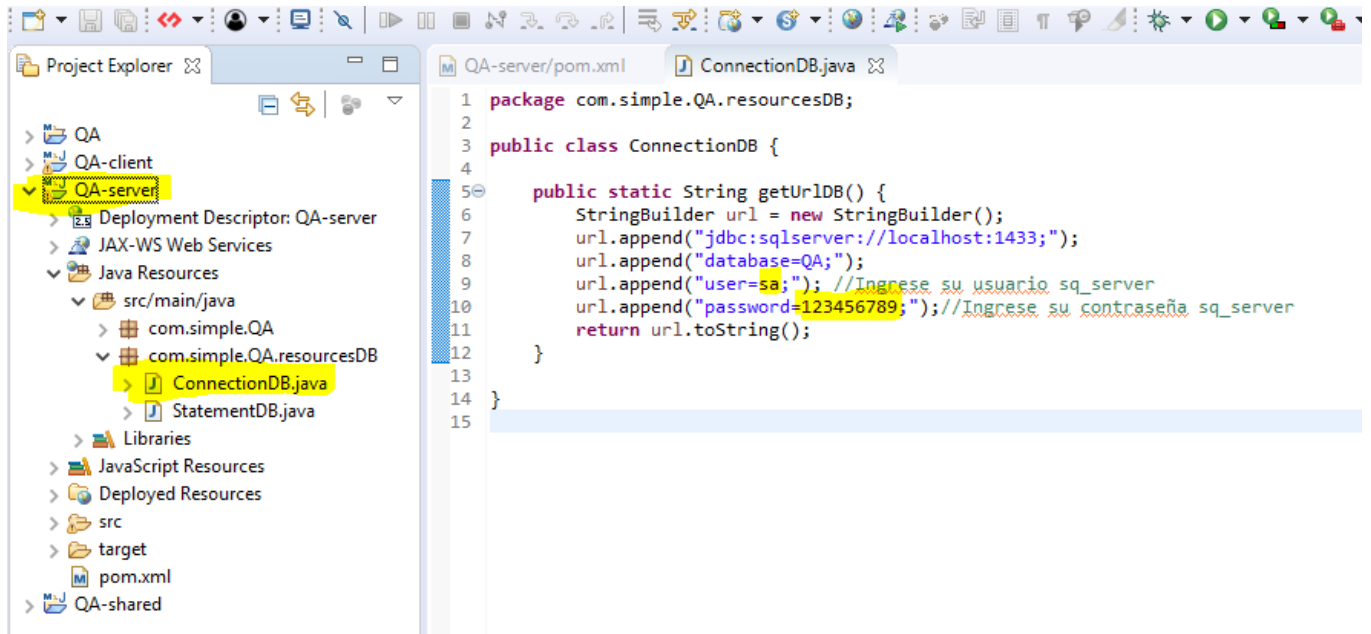 Project Explorer
QA
QA-client
QA-server
2.5 Deployment Descriptor: QA-server
JAX-WS Web Services
Java Resources
src/main/java
com.simple.QA
com.simple.QA.resourcesDB
ConnectionDB.java
StatementDB.java
Libraries
JavaScript Resources
Deployed Resources
src
target
pom.xml
QA-shared
QA-server/pom.xml ConnectionDB.java
1 package com.simple.QA.resourcesDB;
2
3 public class ConnectionDB {
4
5 public static String getUrlDB() {
6 StringBuilder url = new StringBuilder();
7 url.append("jdbc:sqlserver://localhost:1433;");
8 url.append("database=QA;");
9 url.append("user=sa;"); //Ingrese su usuario sq_server
10 url.append("password=123456789;");//Ingrese su contraseña sq_server
11 return url.toString();
12 }
13
14 }
15